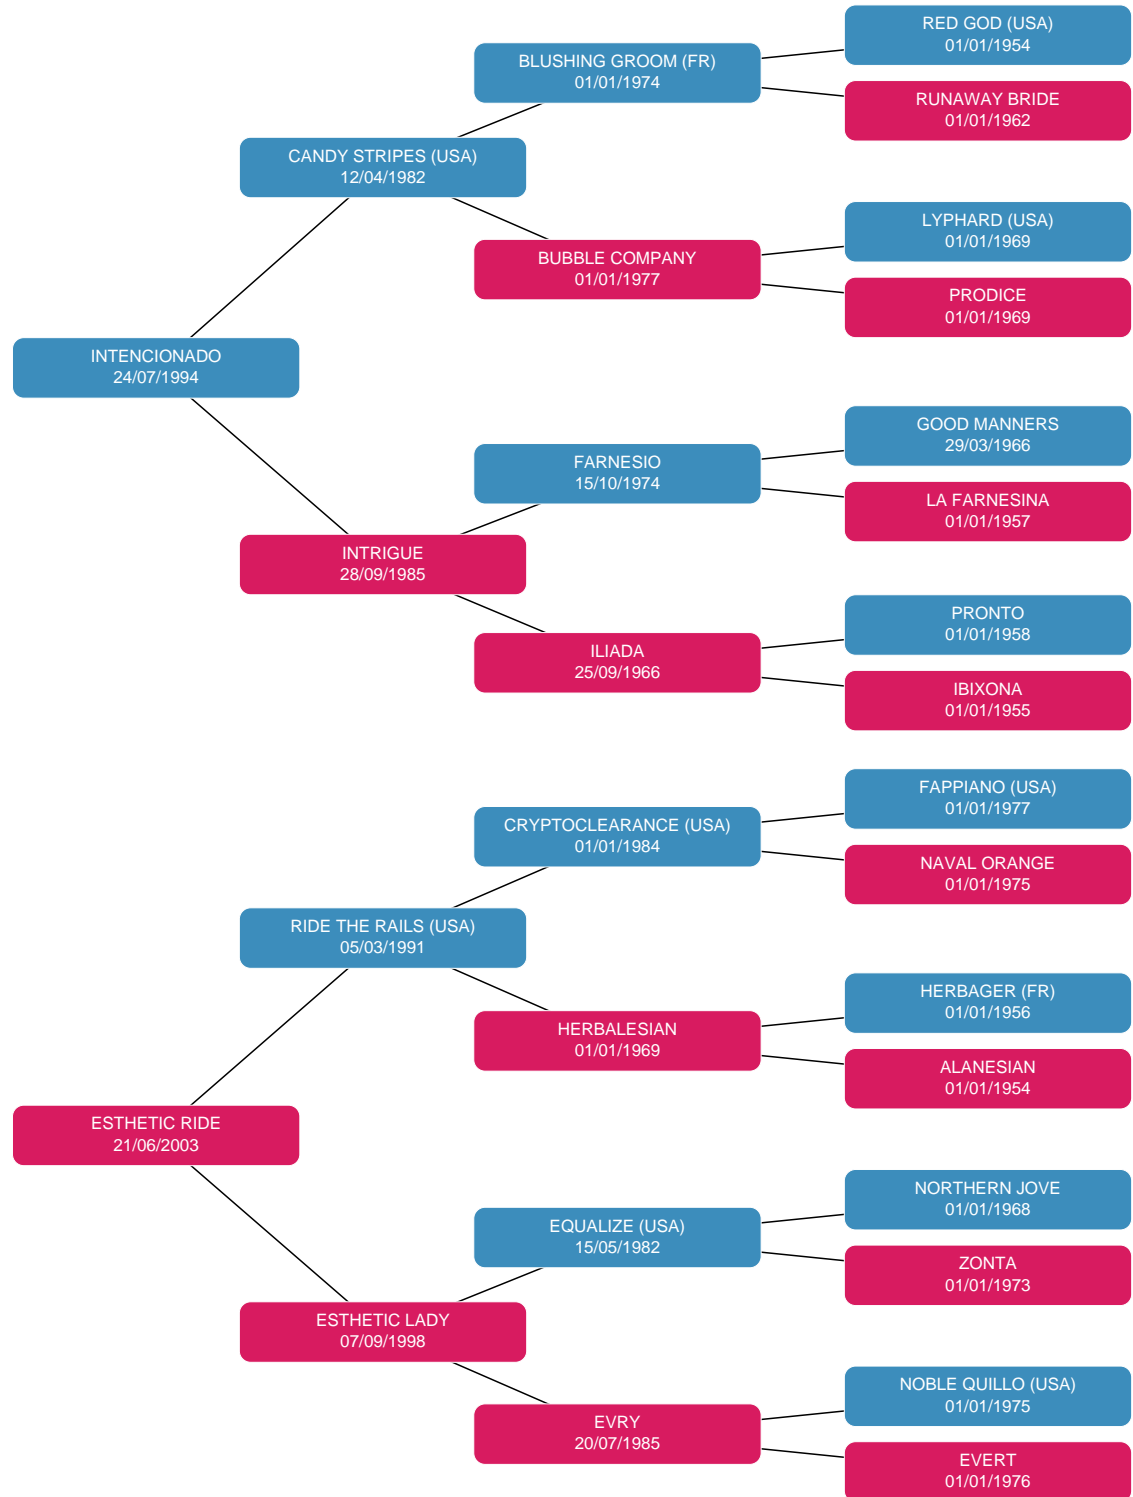 RED GOD (USA)
01/01/1954
BLUSHING GROOM (FR)
01/01/1974
RUNAWAY BRIDE
01/01/1962
CANDY STRIPES (USA)
12/04/1982
LYPHARD (USA)
01/01/1969
BUBBLE COMPANY
01/01/1977
PRODICE
01/01/1969
INTENCIONADO
24/07/1994
GOOD MANNERS
29/03/1966
FARNESIO
15/10/1974
LA FARNESINA
01/01/1957
INTRIGUE
28/09/1985
PRONTO
01/01/1958
ILIADA
25/09/1966
IBIXONA
01/01/1955
FAPPIANO (USA)
01/01/1977
CRYPTOCLEARANCE (USA)
01/01/1984
NAVAL ORANGE
01/01/1975
RIDE THE RAILS (USA)
05/03/1991
HERBAGER (FR)
01/01/1956
HERBALESIAN
01/01/1969
ALANESIAN
01/01/1954
ESTHETIC RIDE
21/06/2003
NORTHERN JOVE
01/01/1968
EQUALIZE (USA)
15/05/1982
ZONTA
01/01/1973
ESTHETIC LADY
07/09/1998
NOBLE QUILLO (USA)
01/01/1975
EVRY
20/07/1985
EVERT
01/01/1976